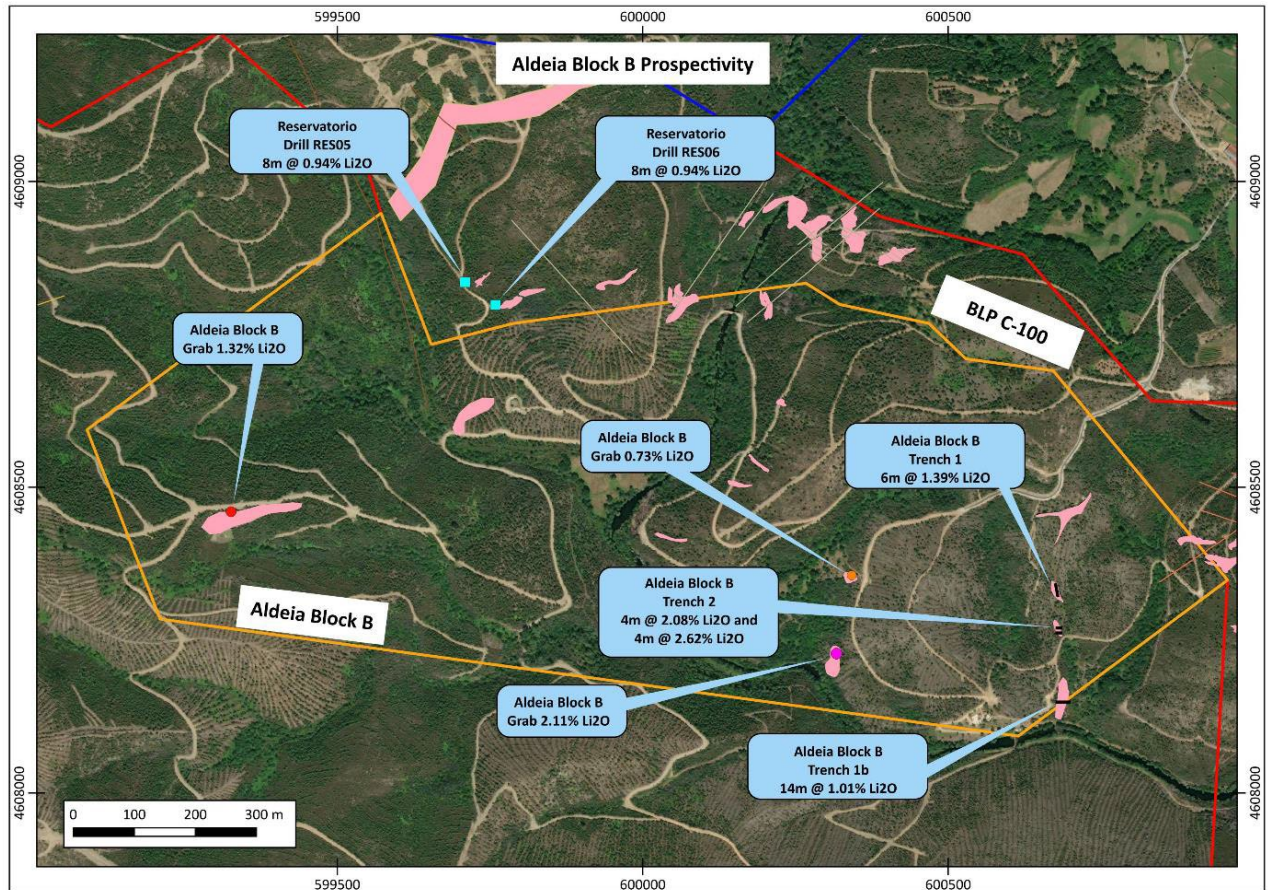 599500
600000
600500
Aldeia Block B Prospectivity
Reservatorio
Drill RES05
8m @ 0.94% Li2O
Reservatorio
Drill RES06
8m @ 0.94% Li2O
4609000
4609000
BLP C-100
Aldeia Block B
Grab 1.32% Li2O
Aldeia Block B
Grab 0.73% Li2O
Aldeia Block B
Trench 1
6m @ 1.39% Li2O
4608500
4608500
Aldeia Block B
Trench 2
4m @ 2.08% Li2O and
4m @ 2.62% Li2O
Aldeia Block B
Aldeia Block B
Grab 2.11% Li2O
Aldeia Block B
Trench 1b
14m @ 1.01% Li2O
4608000
4608000
0 100 200 300 m
599500
600000
600500